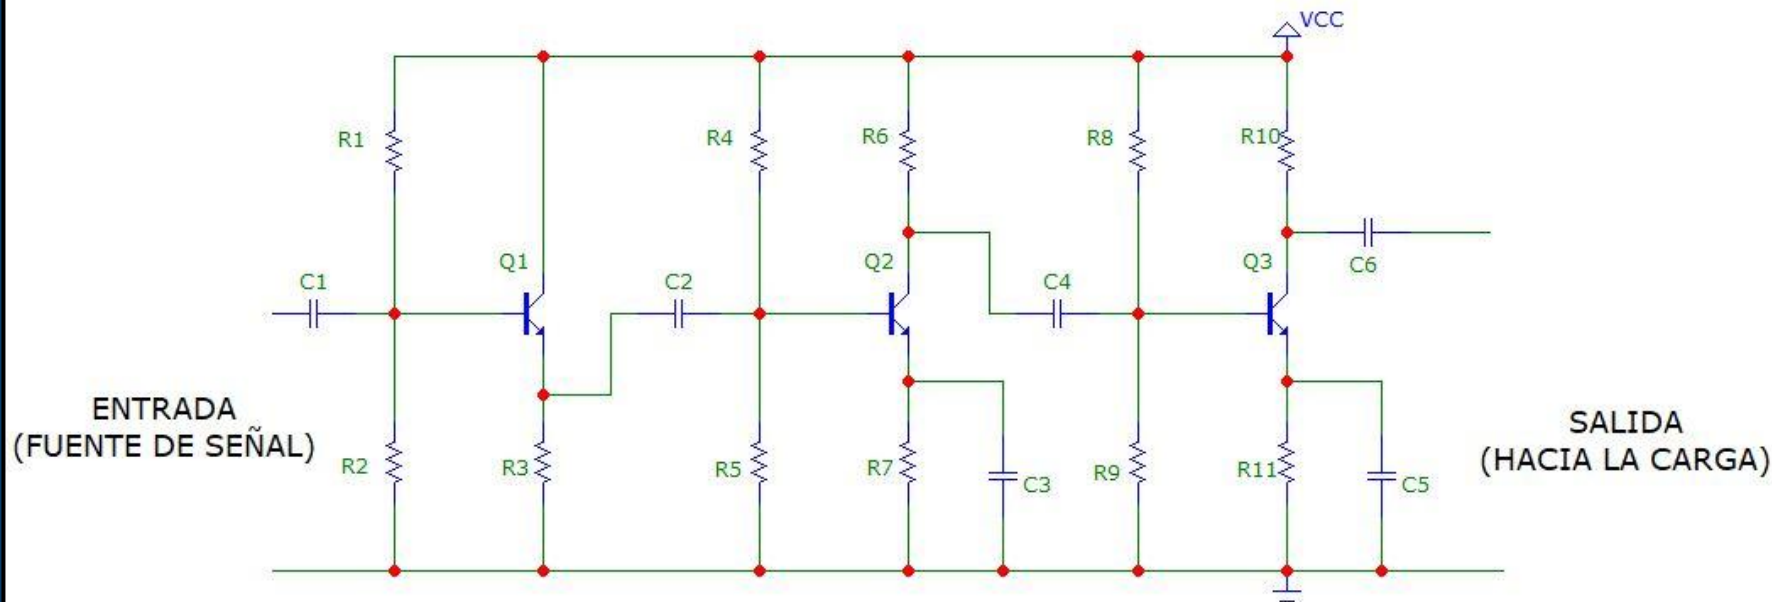 VCC
R1
R4
R6
R8
R10
Q1
Q2
Q3
C1
C2
C4
C6
ENTRADA
(FUENTE DE SEÑAL)
R2
R3
R5
R7
C3
R9
R11
C5
SALIDA
(HACIA LA CARGA)